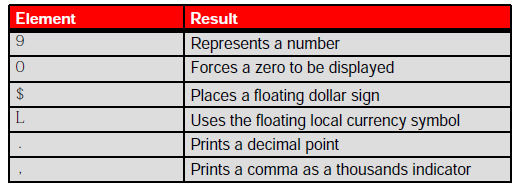 Element Result
9 Represents a number
0 Forces a zero to be displayed
$ Places a floating dollar sign
L Uses the floating local currency symbol
. Prints a decimal point
, Prints a comma as a thousands indicator